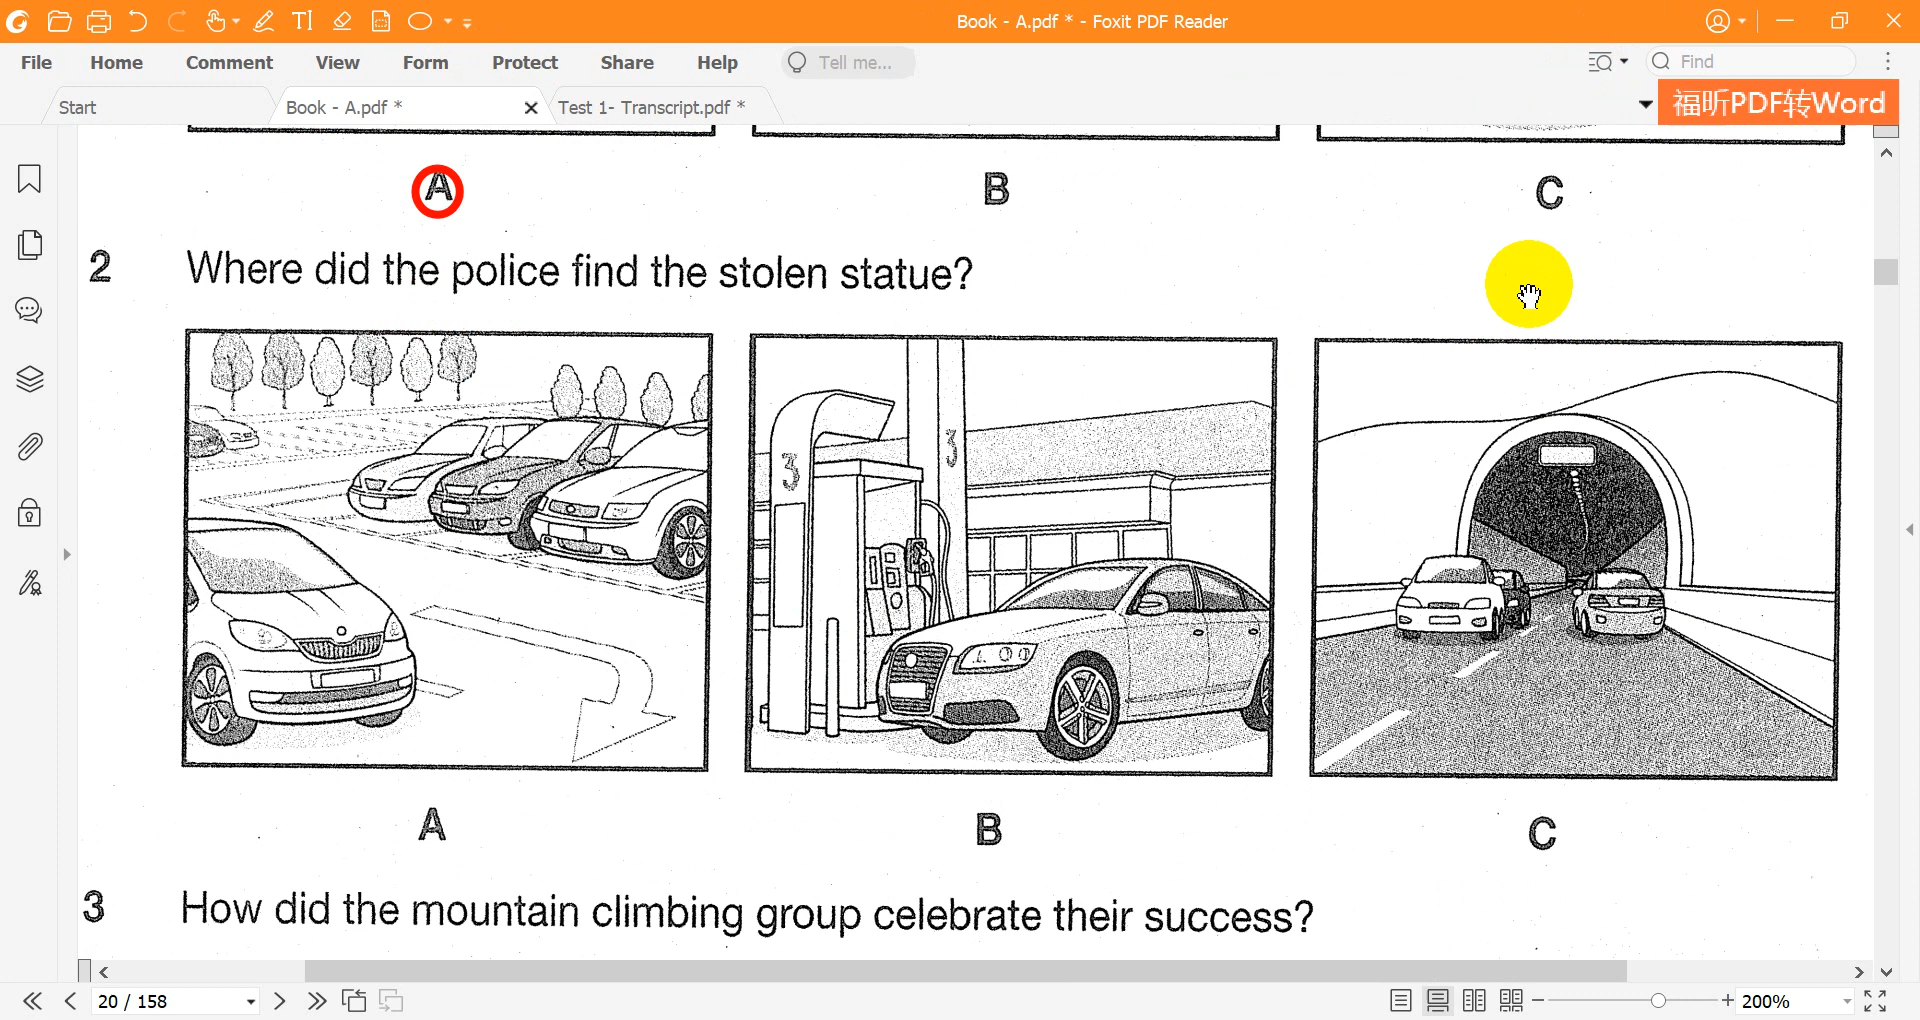 Book - A.pdf * - Foxit PDF Reader
File Home Comment View Form Protect Share Help Tell me... Find
Start Book - A.pdf * Test 1- Transcript.pdf * 福昕PDF转Word
A B C
2 Where did the police find the stolen statue?
3 3
A B C
3 How did the mountain climbing group celebrate their success?
20 / 158 200%